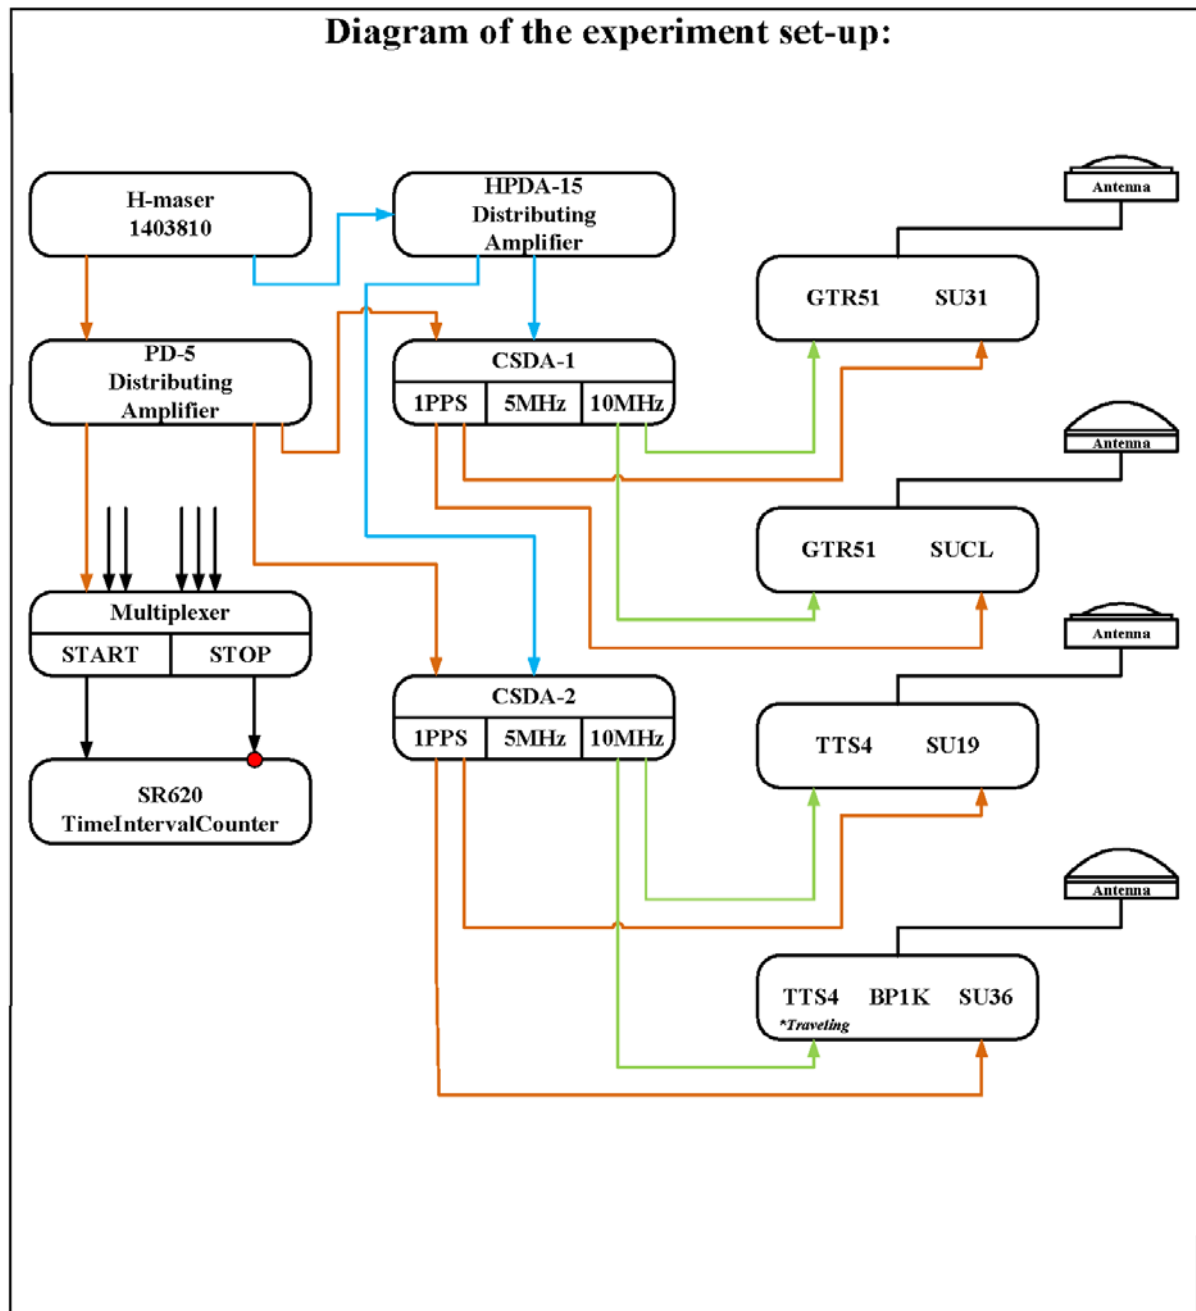 Diagram of the experiment set-up:
H-maser
1403810
HPDA-15
Distributing
Amplifier
Antenna
GTR51 SU31
PD-5
Distributing
Amplifier
CSDA-1
1PPS 5MHz 10MHz
Antenna
GTR51 SUCL
Multiplexer
START STOP
Antenna
CSDA-2
1PPS 5MHz 10MHz
TTS4 SU19
SR620
TimeIntervalCounter
Antenna
TTS4 BP1K SU36
*Traveling